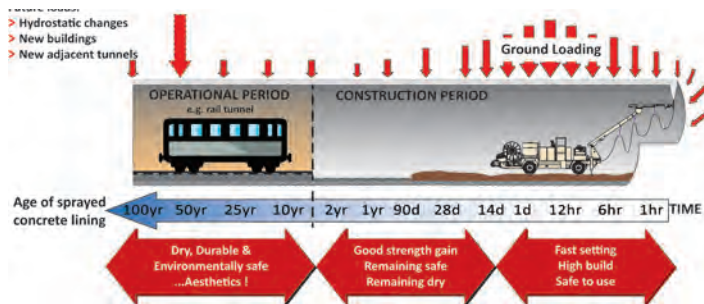 > Hydrostatic changes
> New buildings
> New adjacent tunnels
Ground Loading
OPERATIONAL PERIOD
e.g. rail tunnel
CONSTRUCTION PERIOD
Age of sprayed
concrete lining
100yr 50yr 25yr 10yr 2yr 1yr 90d 28d 14d 1d 12hr 6hr 1hr TIME
Dry, Durable &
Environmentally safe
...Aesthetics !
Good strength gain
Remaining safe
Remaining dry
Fast setting
High build
Safe to use